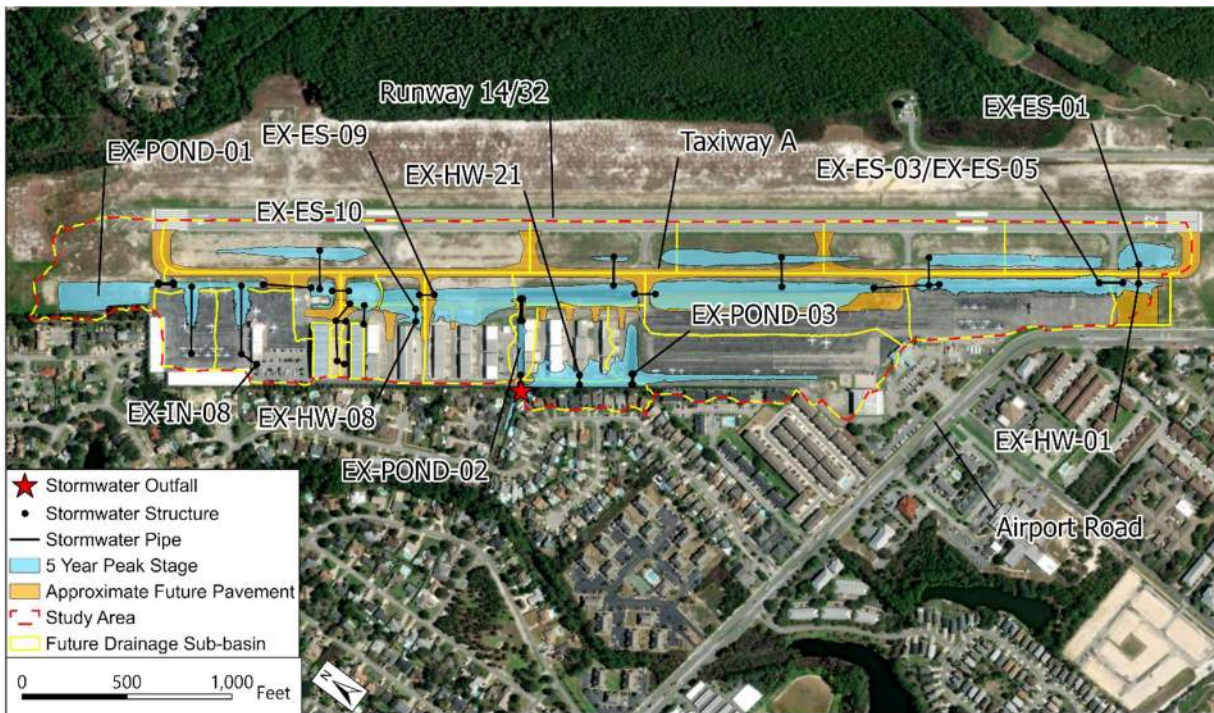 Runway 14/32
EX-ES-01
EX-ES-09
EX-POND-01
Taxiway A
EX-ES-03/EX-ES-05
EX-HW-21
EX-ES-10
32
EX-POND-03
EX-IN-08
EX-HW-08
EX-HW-01
EX-POND-02
Airport Road
Stormwater Outfall
Stormwater Structure
Stormwater Pipe
5 Year Peak Stage
Approximate Future Pavement
Study Area
Future Drainage Sub-basin
0 500 1,000
Feet
N